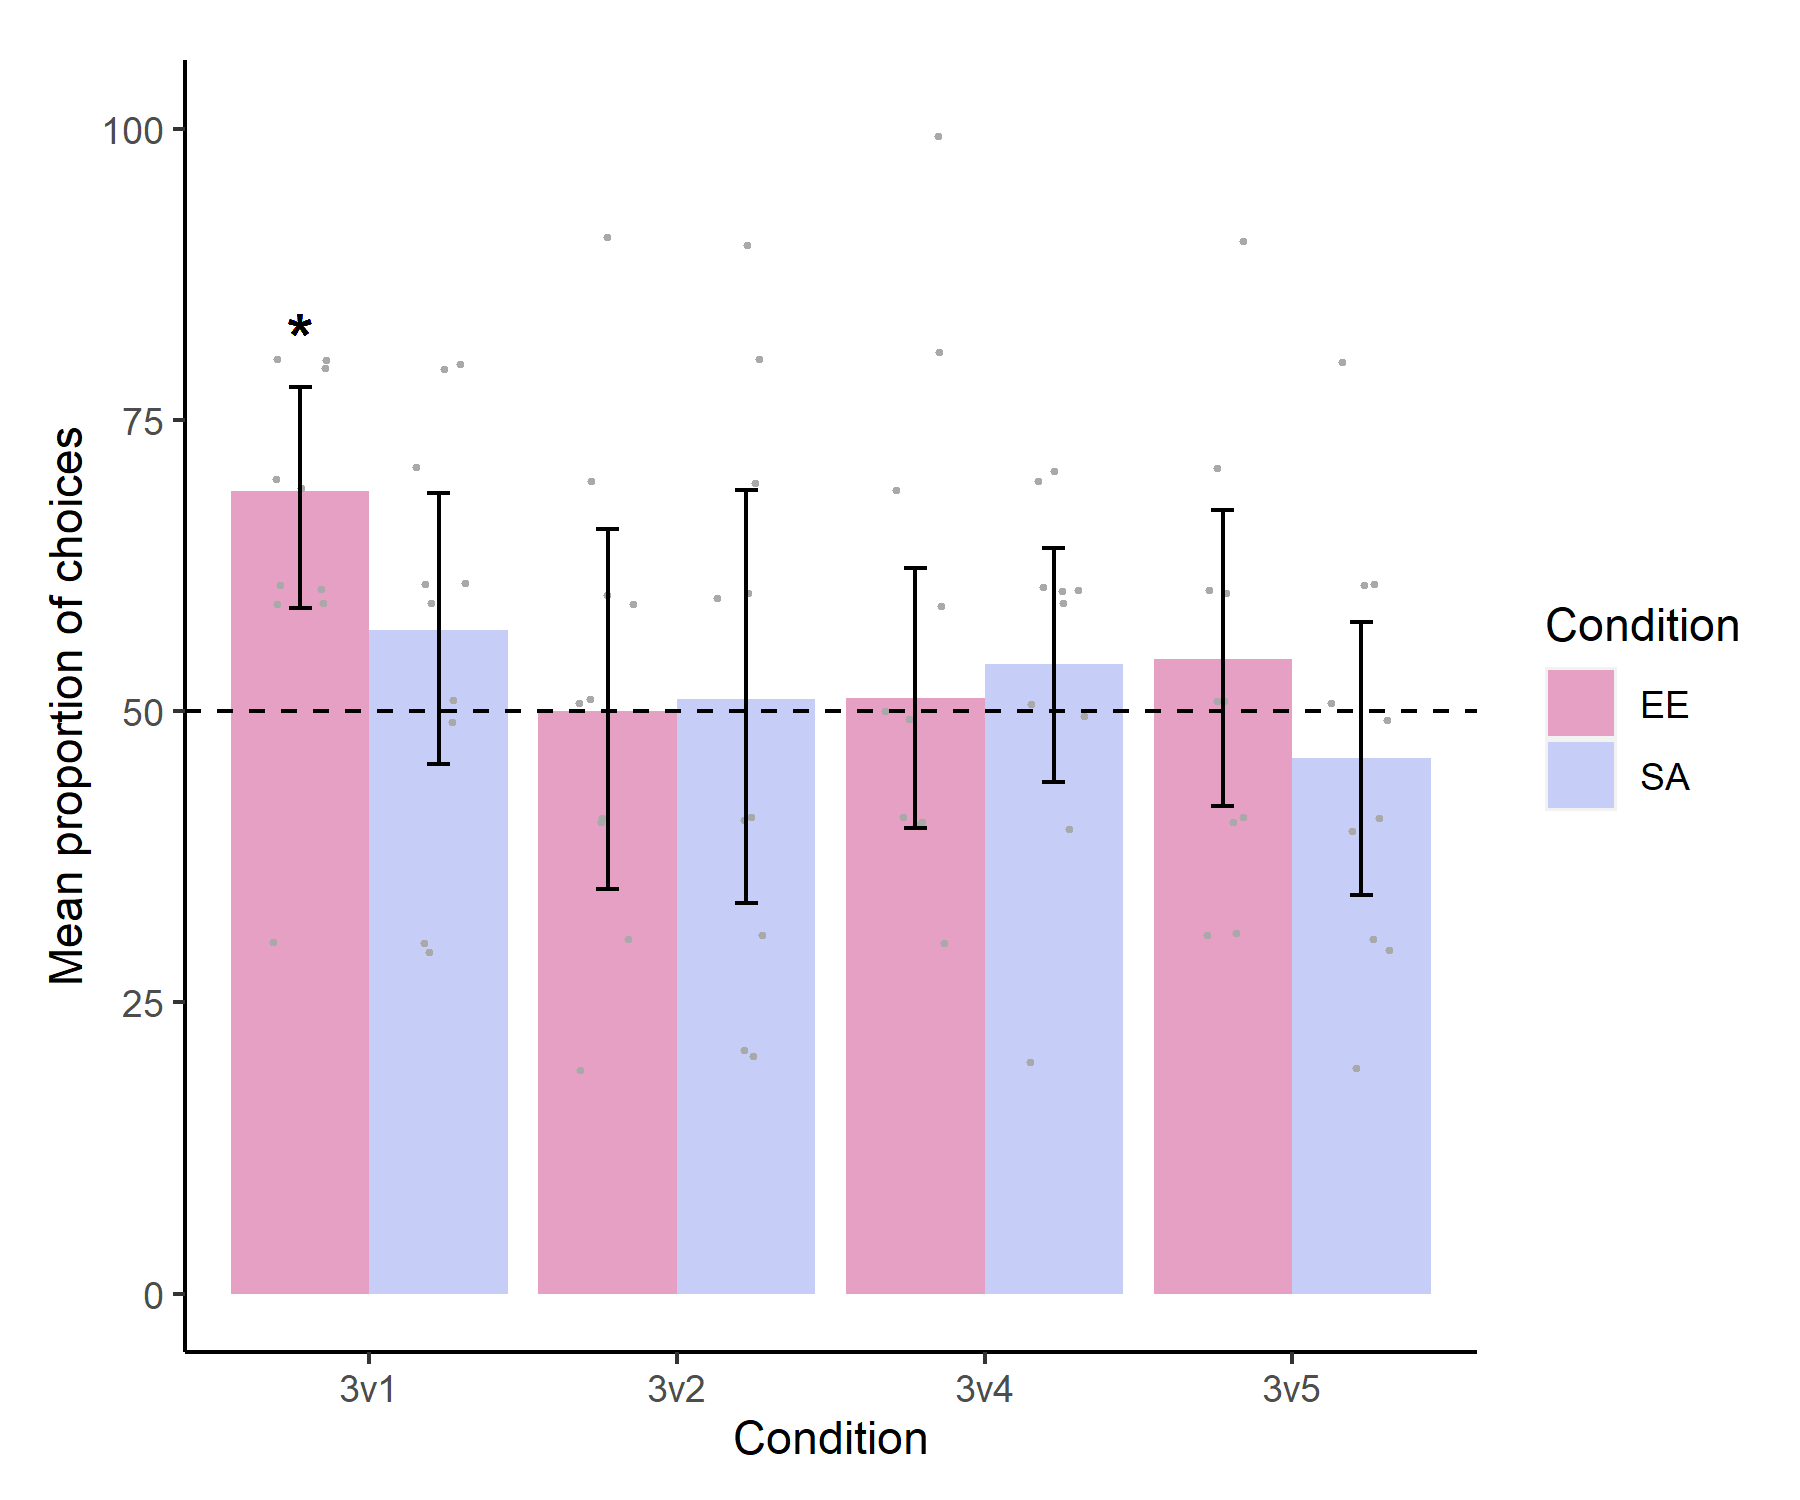 Mean proportion of choices
100
75
50
25
0
*
3v1
3v2
3v4
3v5
Condition
Condition
EE
SA